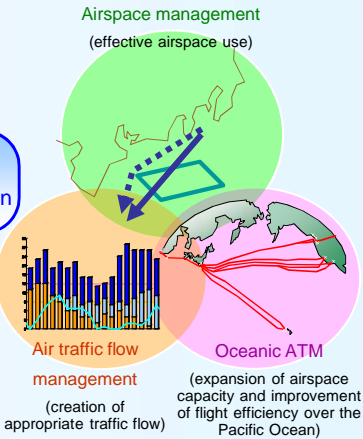 Airspace management
(effective airspace use)
n
Air traffic flow
management
(creation of
appropriate traffic flow)
Oceanic ATM
(expansion of airspace
capacity and improvement
of flight efficiency over the
Pacific Ocean)